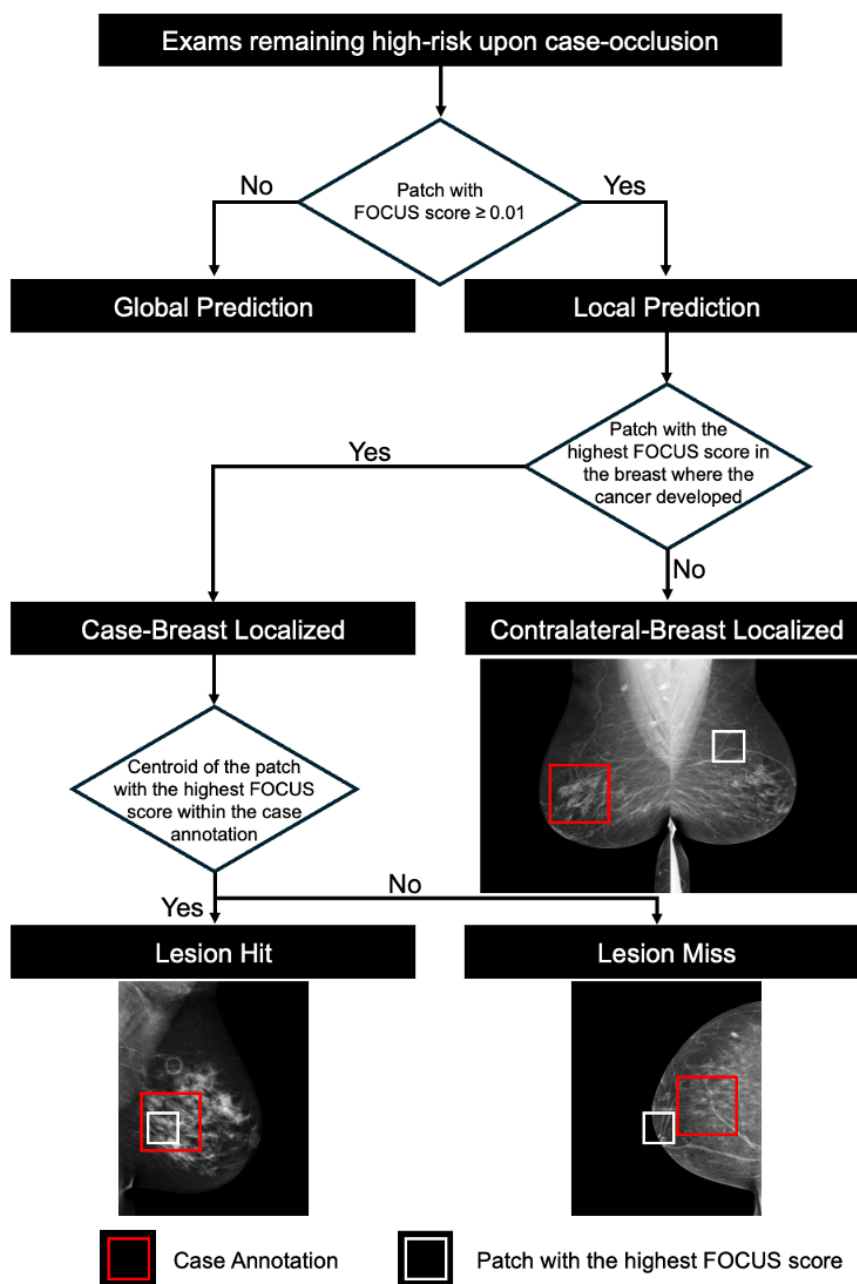 Exams remaining high-risk upon case-occlusion
No
Yes
Patch with
FOCUS score ≥ 0.01
Global Prediction
Local Prediction
Yes
Patch with the
highest FOCUS score in
the breast where the
cancer developed
No
Case-Breast Localized
Contralateral-Breast Localized
Centroid of the patch
with the highest FOCUS
score within the case
annotation
Yes
No
Lesion Hit
Lesion Miss
Case Annotation
Patch with the highest FOCUS score